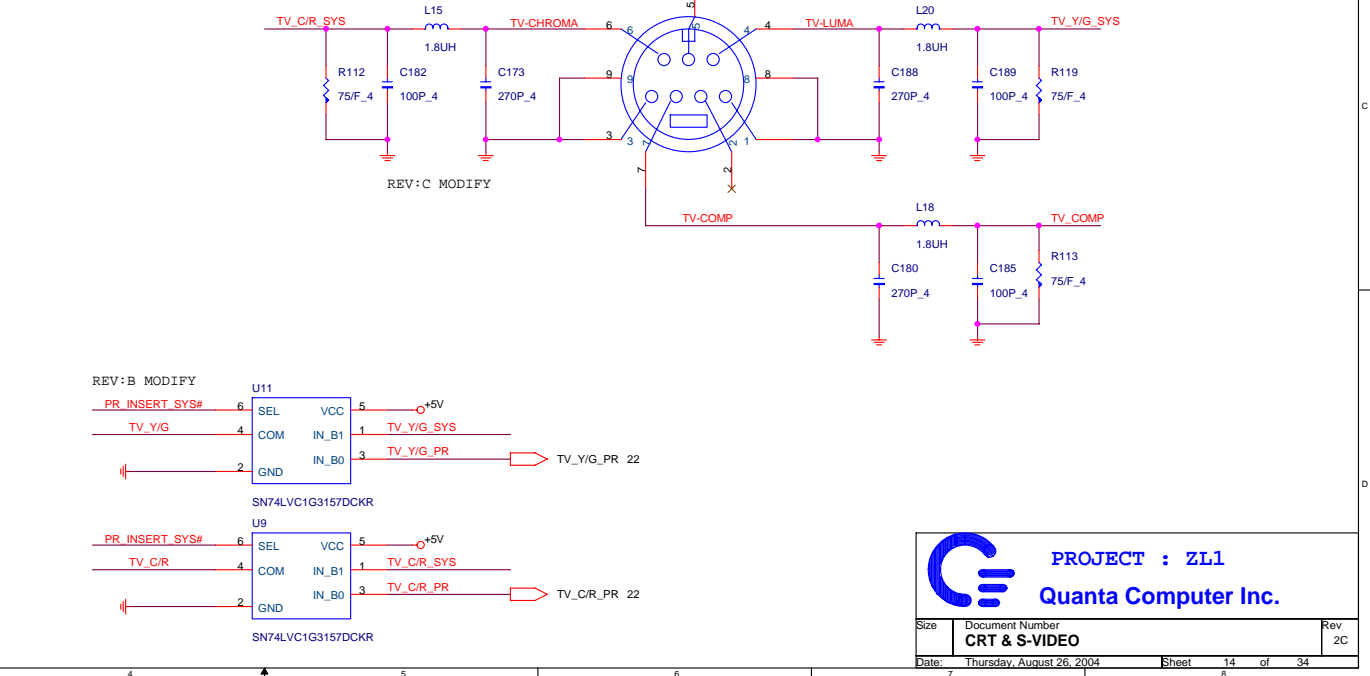 5
5
TV_C/R_SYS
L15
1.8UH
TV-CHROMA
6
6
4
4
TV-LUMA
L20
1.8UH
TV_Y/G_SYS
R112
75/F_4
C182
100P_4
C173
270P_4
9
9
8
8
C188
270P_4
C189
100P_4
R119
75/F_4
C
3
3
7
2
1
1
7
2
REV:C MODIFY
TV-COMP
L18
1.8UH
TV_COMP
C180
270P_4
C185
100P_4
R113
75/F_4
REV:B MODIFY
U11
PR_INSERT_SYS#
6
SEL
VCC
5
+5V
TV_Y/G
4
COM
IN_B1
1
TV_Y/G_SYS
IN_B0
3
TV_Y/G_PR
TV_Y/G_PR 22
2
GND
SN74LVC1G3157DCKR
D
U9
PR_INSERT_SYS#
6
SEL
VCC
5
+5V
TV_C/R
4
COM
IN_B1
1
TV_C/R_SYS
IN_B0
3
TV_C/R_PR
TV_C/R_PR 22
2
GND
SN74LVC1G3157DCKR
PROJECT : ZL1
Quanta Computer Inc.
Size
Document Number
Rev
CRT & S-VIDEO
2C
Date:
Thursday, August 26, 2004
Sheet
14 of 34
4
5
6
7
8